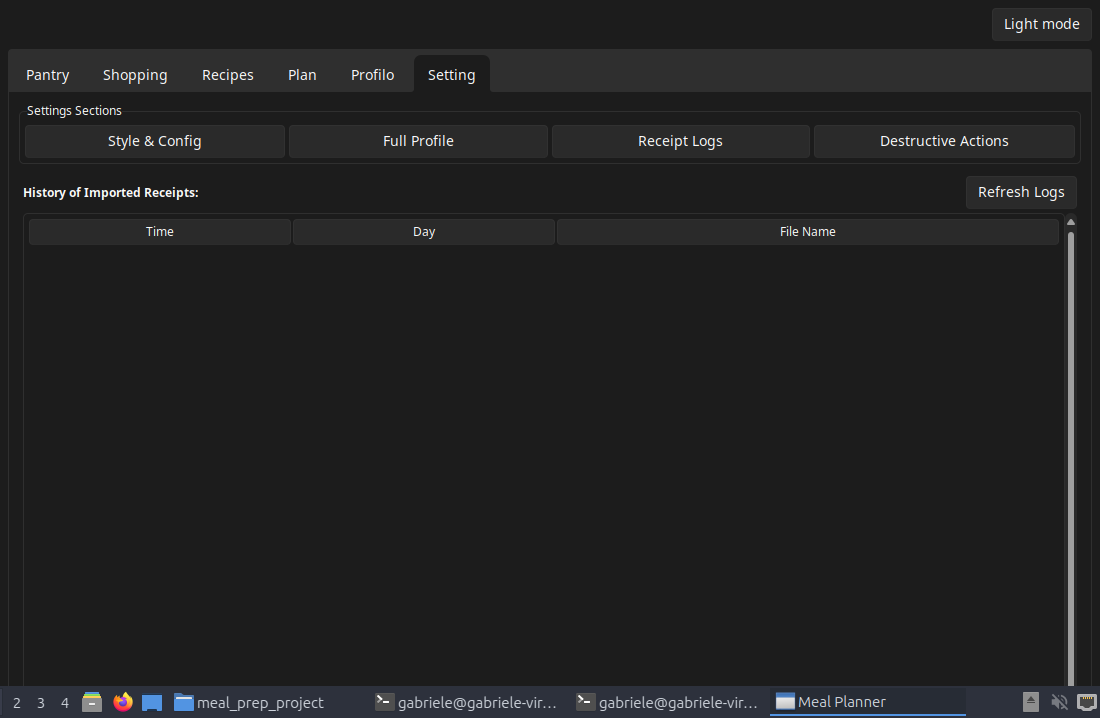 Light mode
Pantry Shopping Recipes Plan Profilo Setting
Settings Sections
Style & Config Full Profile Receipt Logs Destructive Actions
History of Imported Receipts: Refresh Logs
Time Day File Name
2 3 4 meal_prep_project gabriele@gabriele-vir... gabriele@gabriele-vir... Meal Planner